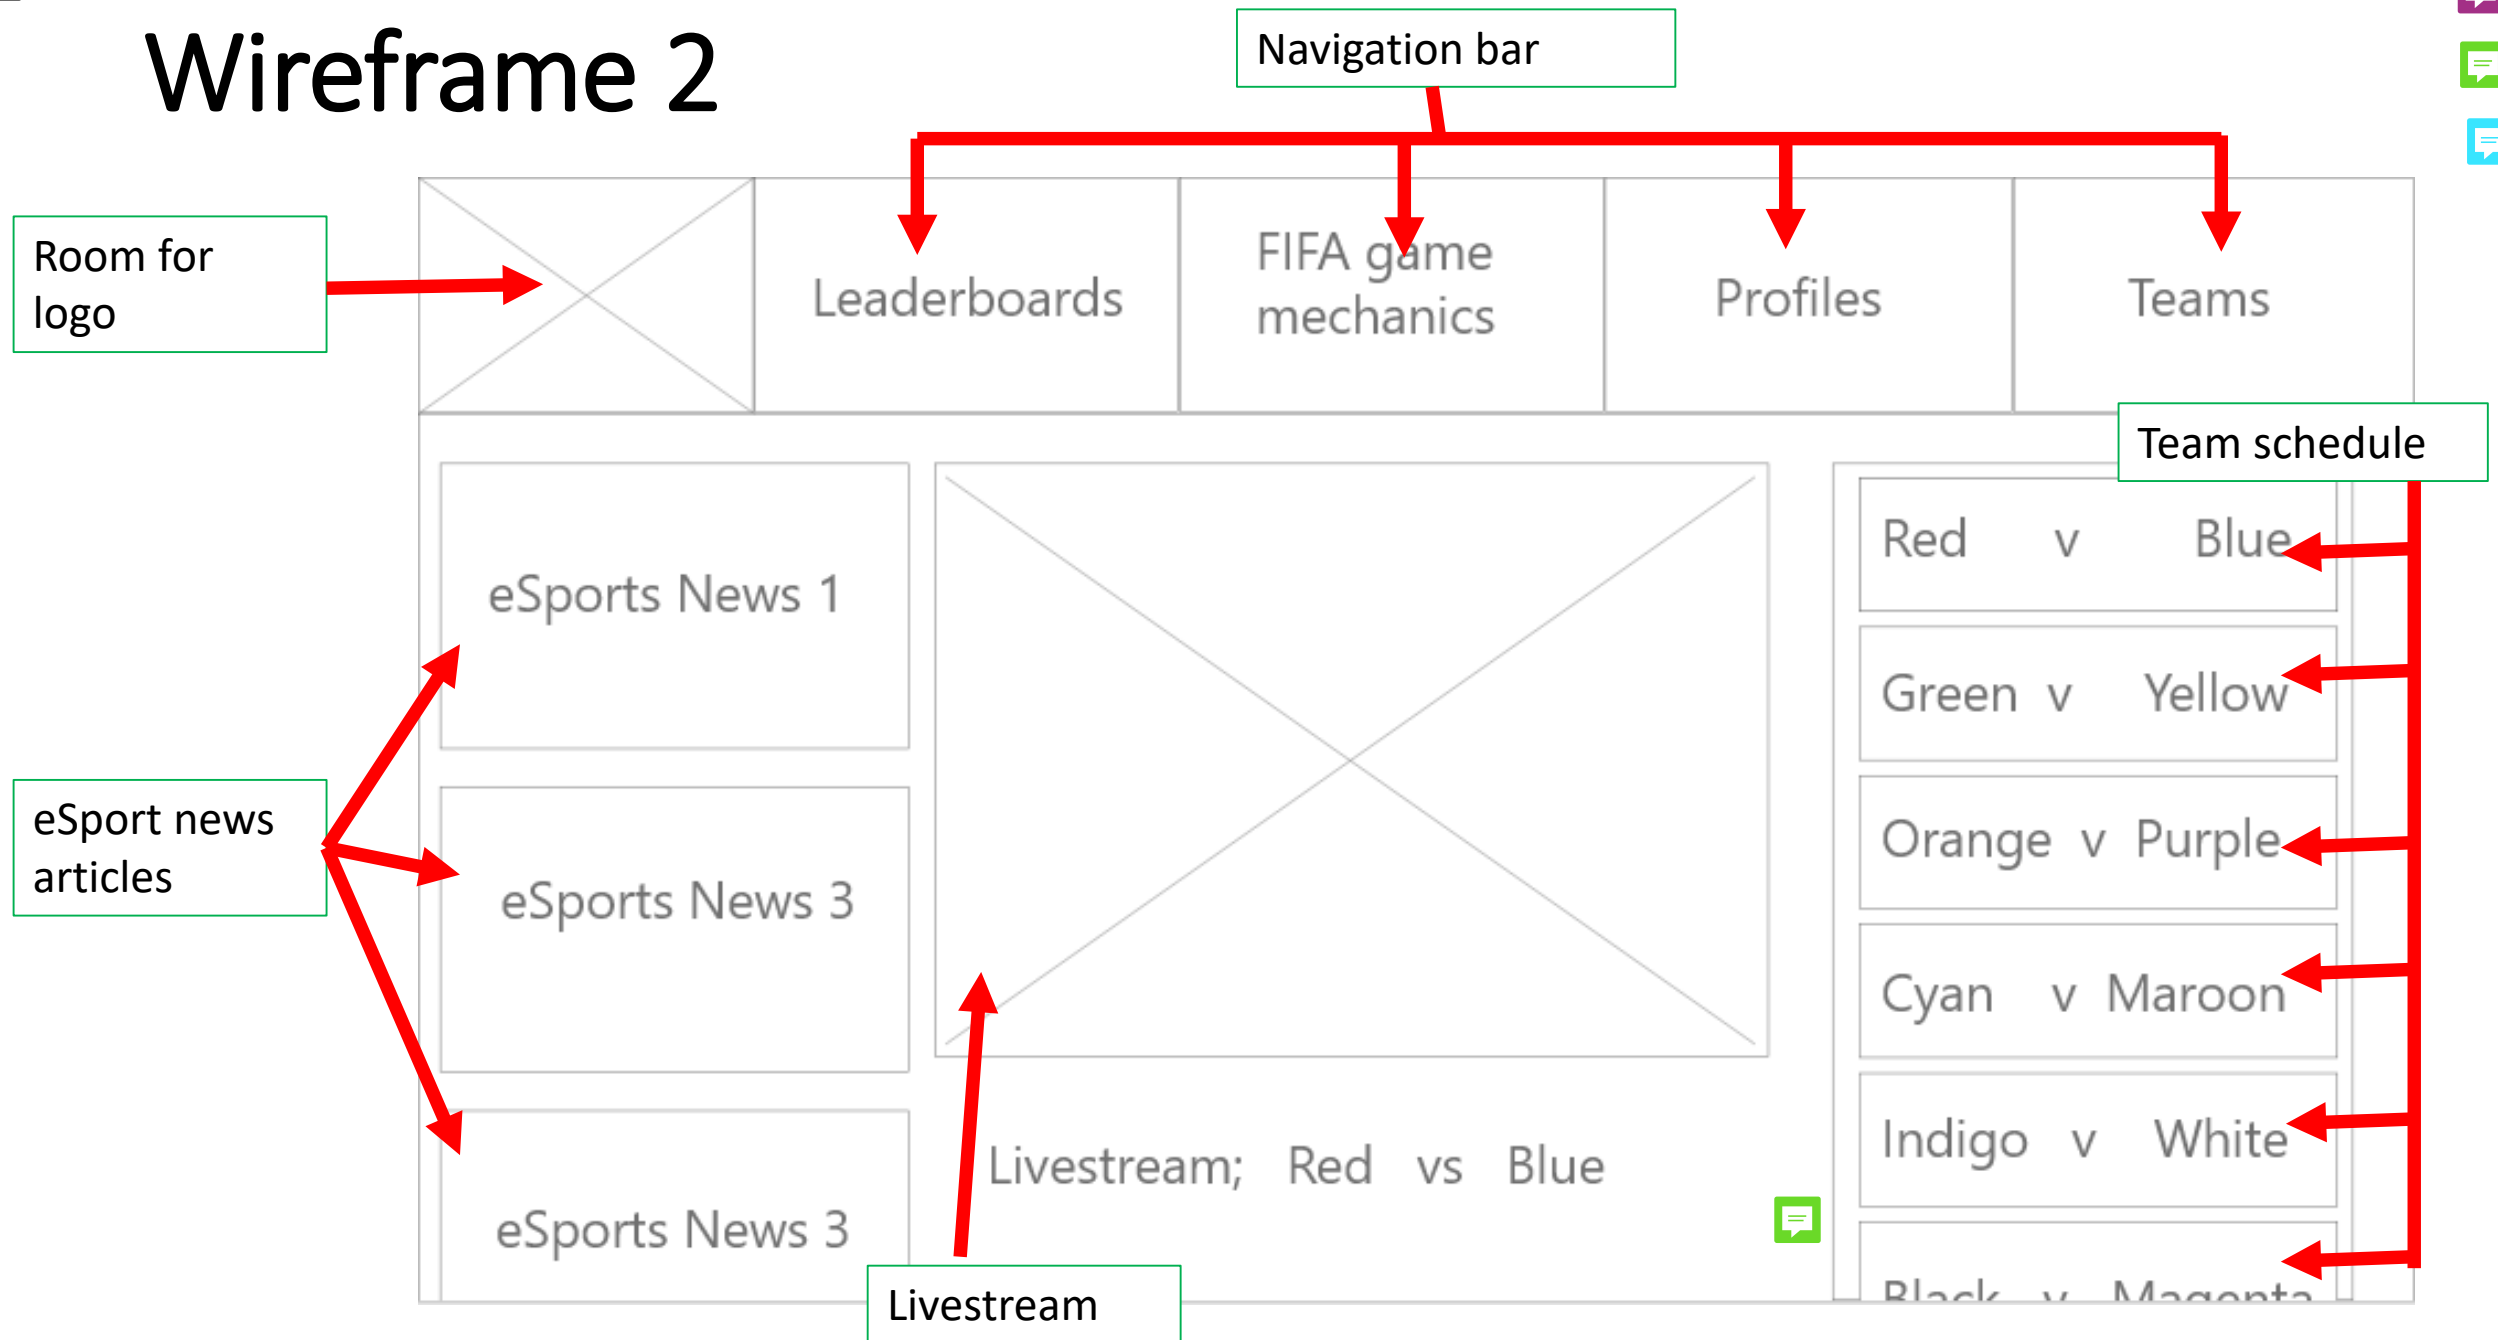 Wireframe 2
Navigation bar
Room for
logo
Leaderboards
FIFA game
mechanics
Profiles
Teams
Team schedule
eSports News 1
eSports News 3
eSports News 3
eSport news
articles
Livestream; Red vs Blue
Livestream
Red v Blue
Green v Yellow
Orange v Purple
Cyan v Maroon
Indigo v White
Black v Magenta